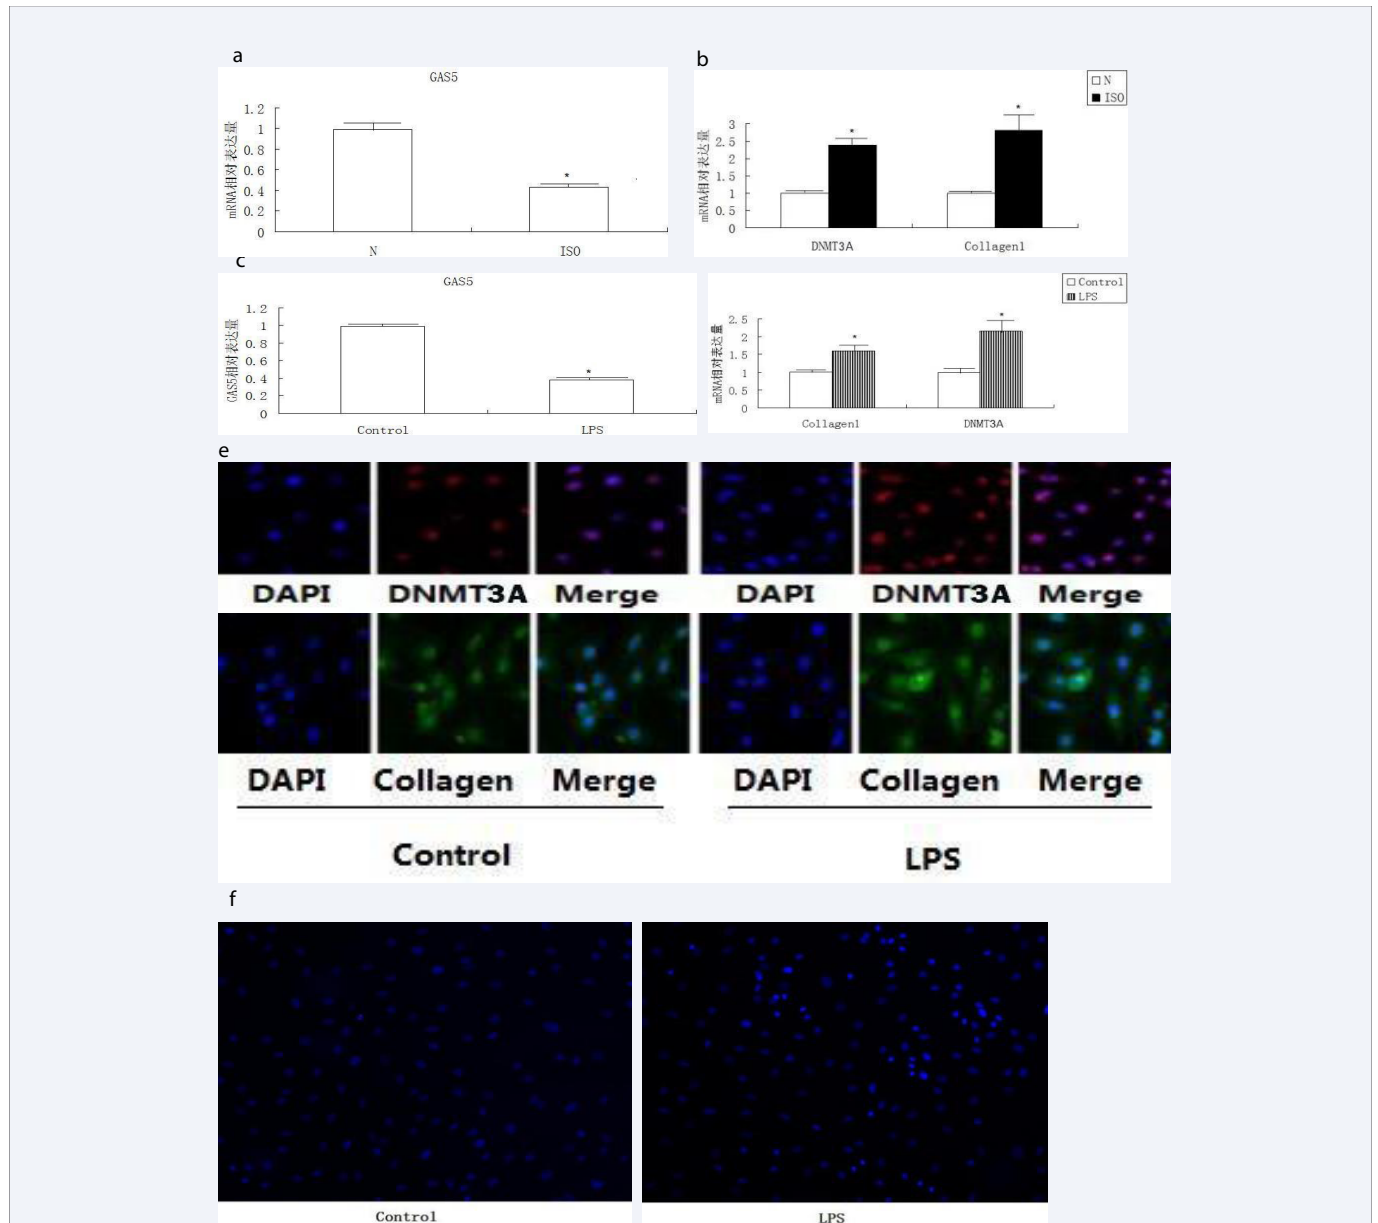 a
GAS5
mRNA相对表达量
1.2
1
0.8
0.6
0.4
0.2
0
*
N
ISO
b
N
ISO
mRNA相对表达量
3
2.5
2
1.5
1
0.5
0
*
*
DNMT3A
Collagen1
c
GAS5
GAS5相对表达量
1.2
1
0.8
0.6
0.4
0.2
0
*
Control
LPS
Control
LPS
mRNA相对表达量
2.5
2
1.5
1
0.5
0
*
*
Collagen1
DNMT3A
e
DAPI DNMT3A Merge DAPI DNMT3A Merge
DAPI Collagen Merge DAPI Collagen Merge
Control LPS
f
Control LPS